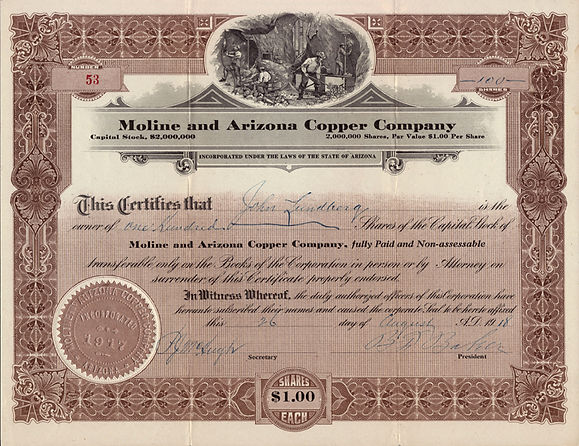 NUMBER
53
100
SHARES
Moline and Arizona Copper Company
Capital Stock, $2,000,000
2,000,000 Shares, Par Value $1.00 Per Share
INCORPORATED UNDER THE LAWS OF THE STATE OF ARIZONA
This Certifies that John Lundberg is the
owner of One Hundred Shares of the Capital Stock of
Moline and Arizona Copper Company, fully Paid and Non-assessable
transferable only on the Books of the Corporation in person or by Attorney on
surrender of this Certificate properly endorsed.
In Witness Whereof, the duly authorized officers of this Corporation have
hereunto subscribed their names and caused the corporate Seal to be hereto affixed
this 26 day of August A.D. 1918
Secretary
President
INCORPORATED
1917
ARIZONA
SHARES
$1.00
EACH